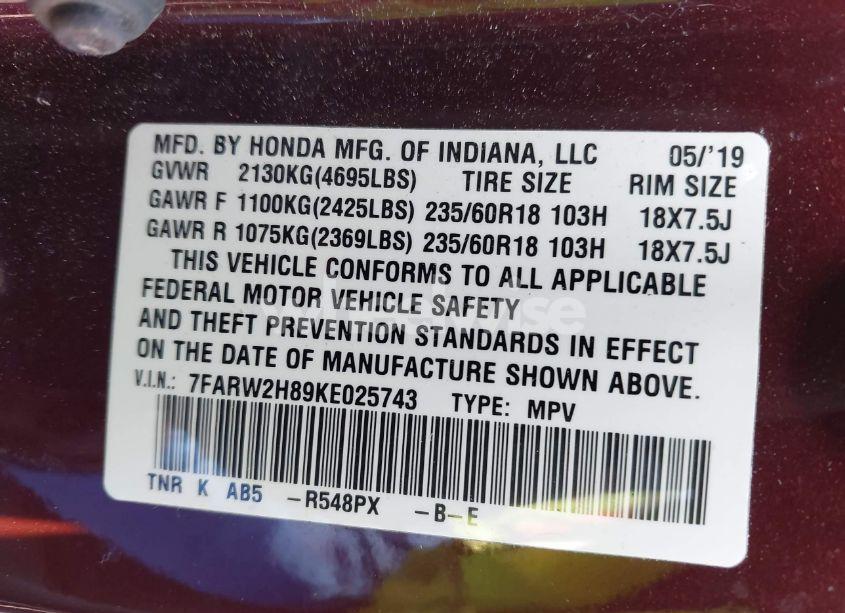 MFD. BY HONDA MFG. OF INDIANA, LLC 05/'19
GVWR 2130KG(4695LBS) TIRE SIZE RIM SIZE
GAWR F 1100KG(2425LBS) 235/60R18 103H 18X7.5J
GAWR R 1075KG(2369LBS) 235/60R18 103H 18X7.5J
THIS VEHICLE CONFORMS TO ALL APPLICABLE
FEDERAL MOTOR VEHICLE SAFETY
AND THEFT PREVENTION STANDARDS IN EFFECT
ON THE DATE OF MANUFACTURE SHOWN ABOVE.
V.I.N.: 7FARW2H89KE025743 TYPE: MPV
TNR K AB5 -R548PX -B-E